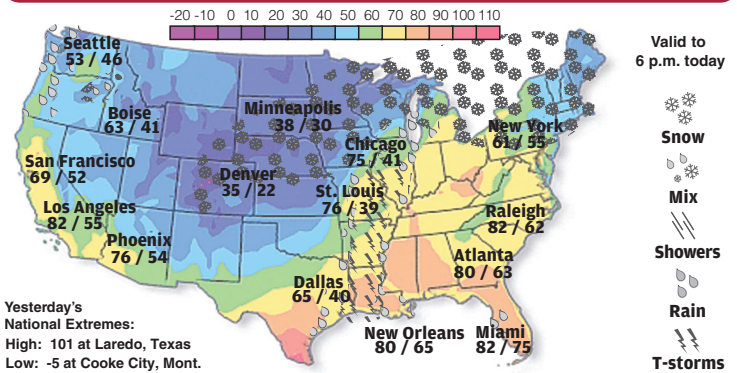 -20 -10 0 10 20 30 40 50 60 70 80 90 100 110
Seattle
53 / 46
Boise
63 / 41
Minneapolis
38 / 30
Chicago
75 / 41
New York
61 / 55
San Francisco
69 / 52
Denver
35 / 22
St. Louis
76 / 39
Los Angeles
82 / 55
Phoenix
76 / 54
Raleigh
82 / 62
Atlanta
80 / 63
Dallas
65 / 40
New Orleans
80 / 65
Miami
82 / 75
Yesterday's
National Extremes:
High: 101 at Laredo, Texas
Low: -5 at Cooke City, Mont.
Valid to
6 p.m. today
Snow
Mix
Showers
Rain
T-storms